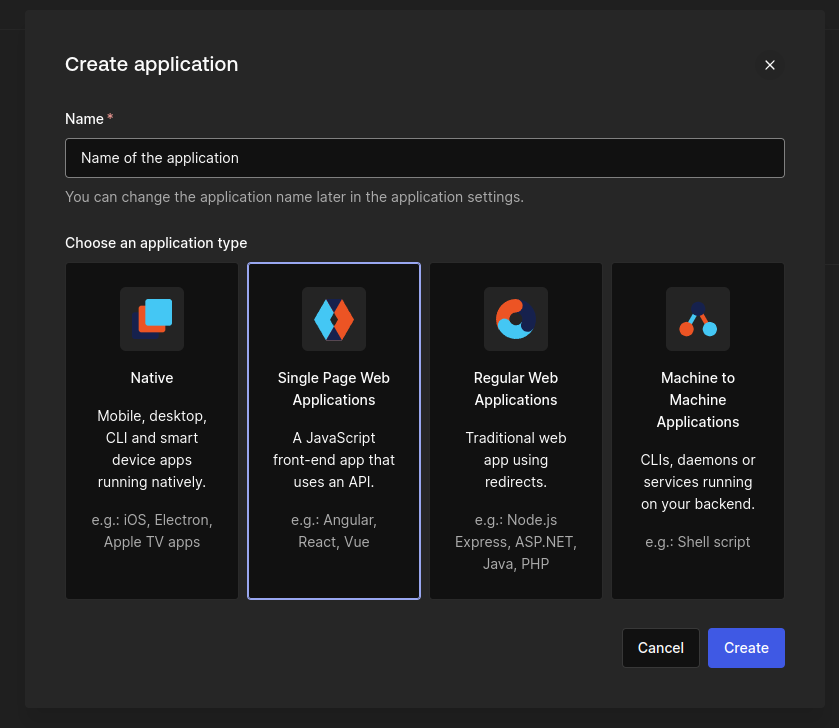 Create application
Name *
Name of the application
You can change the application name later in the application settings.
Choose an application type
Native
Mobile, desktop,
CLI and smart
device apps
running natively.
e.g.: iOS, Electron,
Apple TV apps
Single Page Web
Applications
A JavaScript
front-end app that
uses an API.
e.g.: Angular,
React, Vue
Regular Web
Applications
Traditional web
app using
redirects.
e.g.: Node.js
Express, ASP.NET,
Java, PHP
Machine to
Machine
Applications
CLIs, daemons or
services running
on your backend.
e.g.: Shell script
Cancel
Create